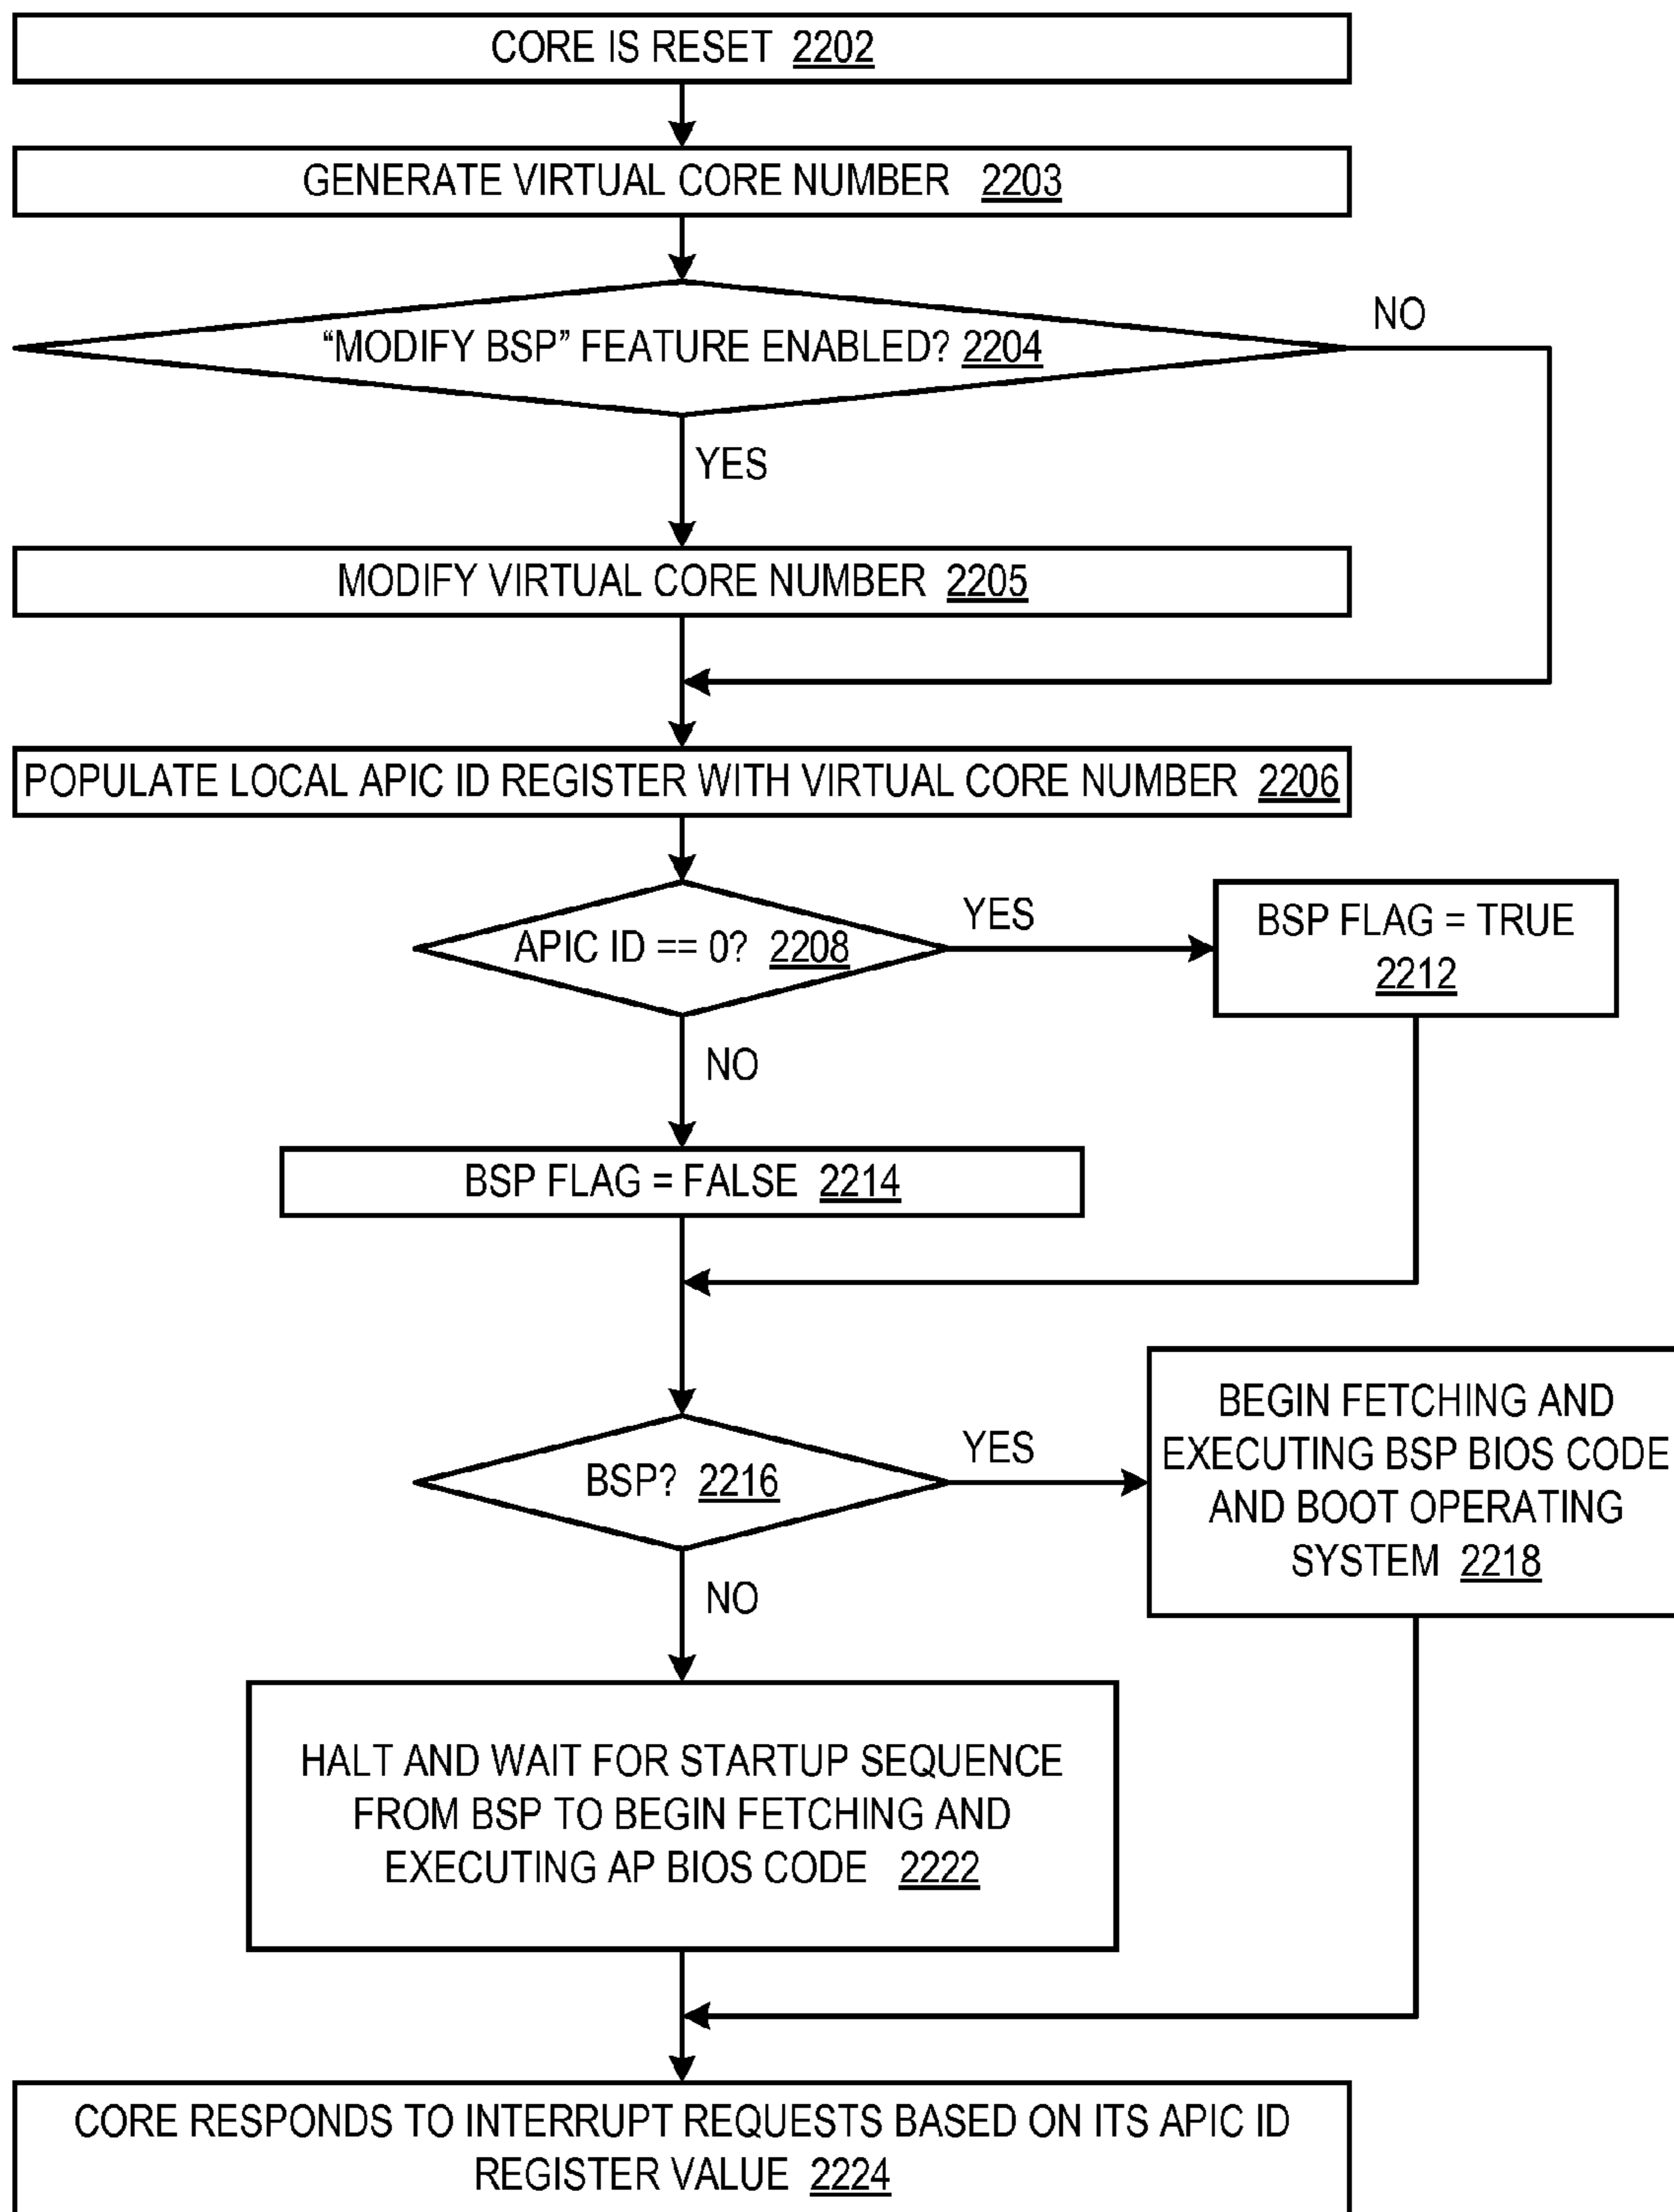 CORE IS RESET 2202
GENERATE VIRTUAL CORE NUMBER 2203
“MODIFY BSP” FEATURE ENABLED? 2204
NO
YES
MODIFY VIRTUAL CORE NUMBER 2205
POPULATE LOCAL APIC ID REGISTER WITH VIRTUAL CORE NUMBER 2206
APIC ID == 0? 2208
YES
BSP FLAG = TRUE
2212
NO
BSP FLAG = FALSE 2214
BSP? 2216
YES
BEGIN FETCHING AND
EXECUTING BSP BIOS CODE
AND BOOT OPERATING
SYSTEM 2218
NO
HALT AND WAIT FOR STARTUP SEQUENCE
FROM BSP TO BEGIN FETCHING AND
EXECUTING AP BIOS CODE 2222
CORE RESPONDS TO INTERRUPT REQUESTS BASED ON ITS APIC ID
REGISTER VALUE 2224